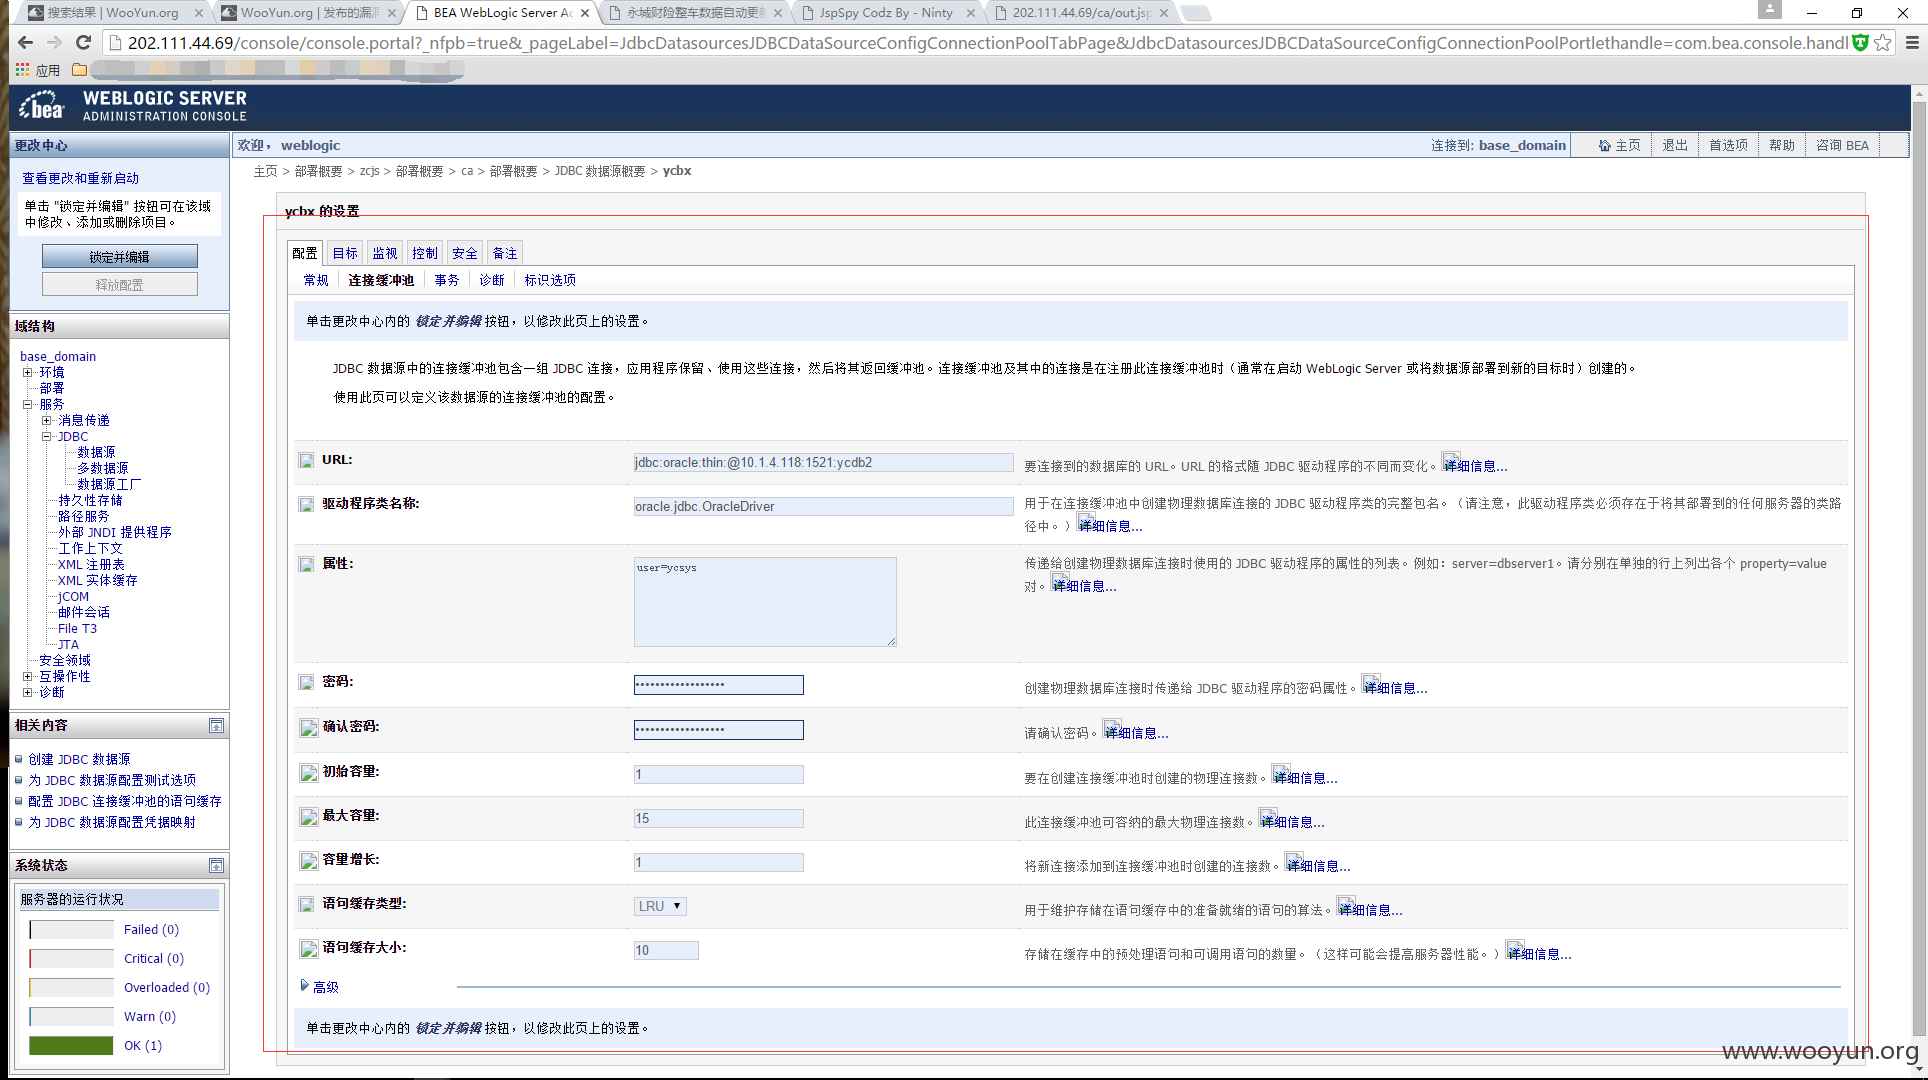 搜索结果 | WooYun.org
WooYun.org | 发布的漏洞
BEA WebLogic Server Ac
永城财险整车数据自动更新
JspSpy Codz By - Ninty
202.111.44.69/ca/out.jsp
202.111.44.69/console/console.portal?_nfpb=true&_pageLabel=JdbcDatasourcesJDBCDataSourceConfigConnectionPoolTabPage&JdbcDatasourcesJDBCDataSourceConfigConnectionPoolPortlethandle=com.bea.console.handl
应用
bea WEBLOGIC SERVER
ADMINISTRATION CONSOLE
更改中心
查看更改和重新启动
单击 "锁定并编辑" 按钮可在该域
中修改、添加或删除项目。
锁定并编辑
释放配置
域结构
base_domain
环境
部署
服务
消息传递
JDBC
数据源
多数据源
数据源工厂
持久性存储
路径服务
外部 JNDI 提供程序
工作上下文
XML 注册表
XML 实体缓存
jCOM
邮件会话
File T3
JTA
安全领域
互操作性
诊断
相关内容
创建 JDBC 数据源
为 JDBC 数据源配置测试选项
配置 JDBC 连接缓冲池的语句缓存
为 JDBC 数据源配置凭据映射
系统状态
服务器的运行状况
Failed (0)
Critical (0)
Overloaded (0)
Warn (0)
OK (1)
欢迎， weblogic
连接到: base_domain
主页 退出 首选项 帮助 咨询 BEA
主页 > 部署概要 > zcjs > 部署概要 > ca > 部署概要 > JDBC 数据源概要 > ycbx
ycbx 的设置
配置 目标 监视 控制 安全 备注
常规 连接缓冲池 事务 诊断 标识选项
单击更改中心内的 锁定并编辑 按钮，以修改此页上的设置。
JDBC 数据源中的连接缓冲池包含一组 JDBC 连接，应用程序保留、使用这些连接，然后将其返回缓冲池。连接缓冲池及其中的连接是在注册此连接缓冲池时（通常在启动 WebLogic Server 或将数据源部署到新的目标时）创建的。
使用此页可以定义该数据源的连接缓冲池的配置。
URL: jdbc:oracle:thin:@10.1.4.118:1521:ycdb2 要连接到的数据库的 URL。URL 的格式随 JDBC 驱动程序的不同而变化。 详细信息...
驱动程序类名称: oracle.jdbc.OracleDriver 用于在连接缓冲池中创建物理数据库连接的 JDBC 驱动程序类的完整包名。（请注意，此驱动程序类必须存在于将其部署到的任何服务器的类路
径中。） 详细信息...
属性: user=ycsys 传递给创建物理数据库连接时使用的 JDBC 驱动程序的属性的列表。例如：server=dbserver1。请分别在单独的行上列出各个 property=value
对。 详细信息...
密码: •••••••••••••••••• 创建物理数据库连接时传递给 JDBC 驱动程序的密码属性。 详细信息...
确认密码: •••••••••••••••••• 请确认密码。 详细信息...
初始容量: 1 要在创建连接缓冲池时创建的物理连接数。 详细信息...
最大容量: 15 此连接缓冲池可容纳的最大物理连接数。 详细信息...
容量增长: 1 将新连接添加到连接缓冲池时创建的连接数。 详细信息...
语句缓存类型: LRU 用于维护存储在语句缓存中的准备就绪的语句的算法。 详细信息...
语句缓存大小: 10 存储在缓存中的预处理语句和可调用语句的数量。（这样可能会提高服务器性能。） 详细信息...
高级
单击更改中心内的 锁定并编辑 按钮，以修改此页上的设置。
www.wooyun.org